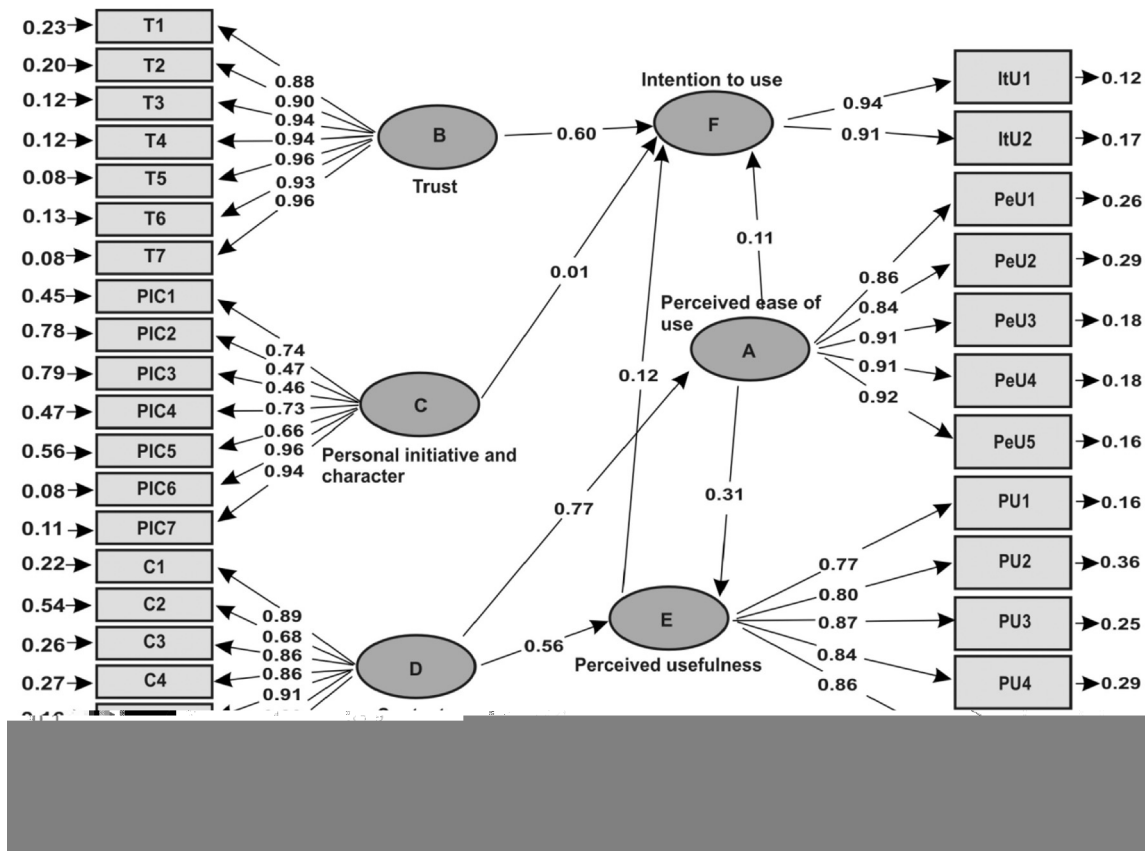 0.23 T1
0.20 T2
0.12 T3
0.12 T4
0.08 T5
0.13 T6
0.08 T7
0.45 PIC1
0.78 PIC2
0.79 PIC3
0.47 PIC4
0.56 PIC5
0.08 PIC6
0.11 PIC7
0.22 C1
0.54 C2
0.26 C3
0.27 C4
0.88
0.90
0.94
0.94
0.96
0.93
0.96
0.74
0.47
0.46
0.73
0.66
0.96
0.94
0.89
0.68
0.86
0.86
0.91
B
Trust
C
Personal initiative and
character
D
0.60
0.01
0.12
0.77
0.56
Intention to use
F
0.11
Perceived ease of
use
A
0.31
E
Perceived usefulness
0.94
0.91
0.86
0.84
0.91
0.91
0.92
0.77
0.80
0.87
0.84
0.86
ItU1 0.12
ItU2 0.17
PeU1 0.26
PeU2 0.29
PeU3 0.18
PeU4 0.18
PeU5 0.16
PU1 0.16
PU2 0.36
PU3 0.25
PU4 0.29